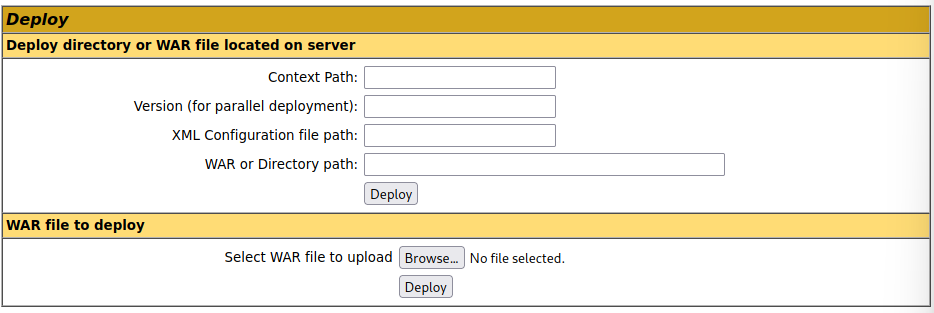 Deploy
Deploy directory or WAR file located on server
Context Path:
Version (for parallel deployment):
XML Configuration file path:
WAR or Directory path:
Deploy
WAR file to deploy
Select WAR file to upload Browse... No file selected.
Deploy